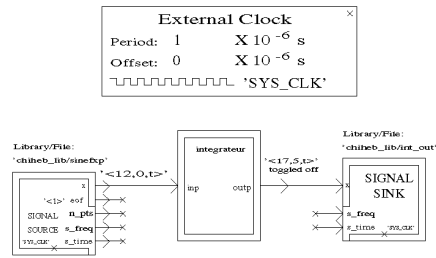 External Clock
Period: 1 X 10 -6 s
Offset: 0 X 10 -6 s
'SYS_CLK'
Library/File:
'chiheb_lib/sinefxp'
'<12,0,t>'
integrateur
inp outp
'<17,5,t>'
toggled off
Library/File:
'chiheb_lib/int_out'
x
'<1>' eof
SIGNAL n_pts
SOURCE s_freq
'SYS_CLK' s_time
x
SIGNAL
SINK
s_freq
s_time 'SYS_CLK'